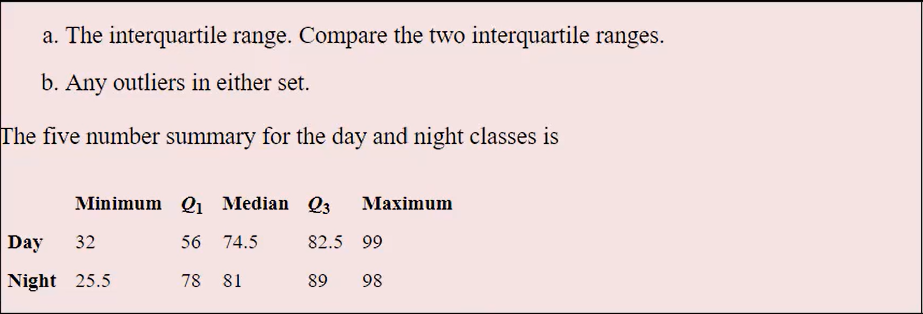 a. The interquartile range. Compare the two interquartile ranges.
b. Any outliers in either set.
The five number summary for the day and night classes is
Minimum Q1 Median Q3 Maximum
Day 32 56 74.5 82.5 99
Night 25.5 78 81 89 98